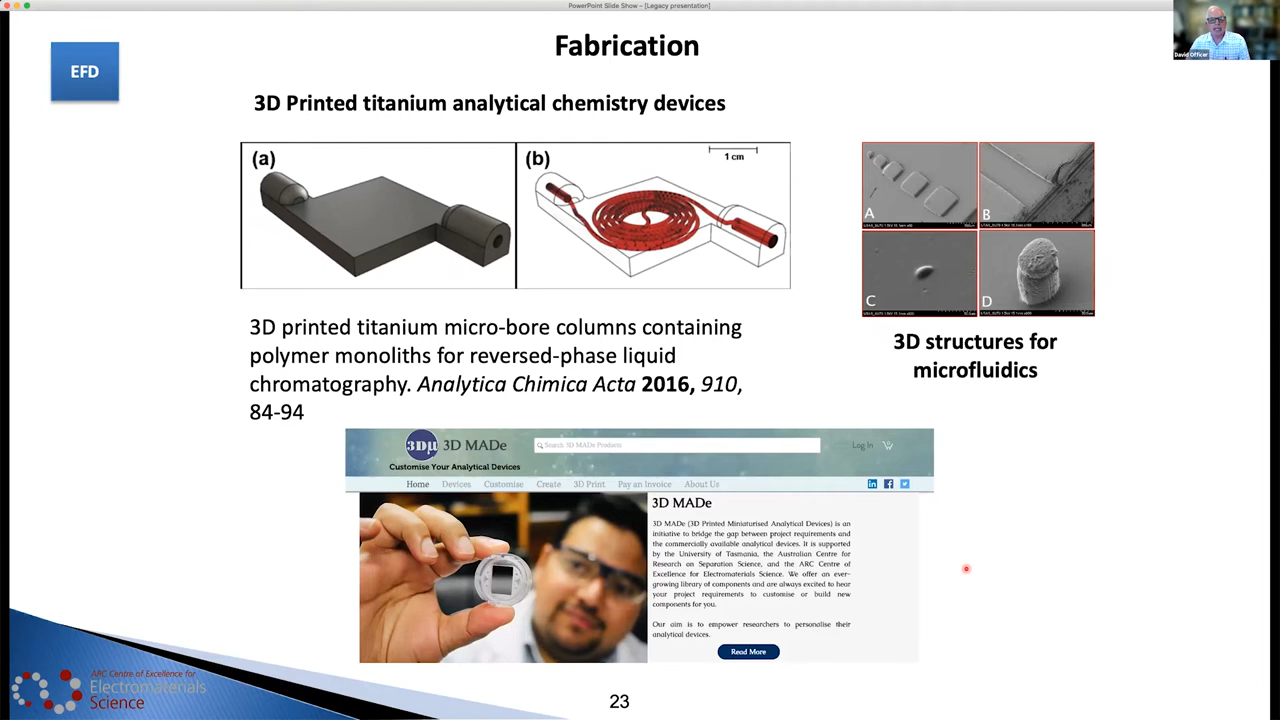 PowerPoint Slide Show – [Legacy presentation]
David Officer
EFD
Fabrication
3D Printed titanium analytical chemistry devices
(a)
(b)
1 cm
A
B
C
D
3D printed titanium micro-bore columns containing
polymer monoliths for reversed-phase liquid
chromatography. Analytica Chimica Acta 2016, 910,
84-94
3D structures for
microfluidics
3Dµ 3D MADe
Customise Your Analytical Devices
Search 3D MADe Products
Log In
Home Devices Customise Create 3D Print Pay an Invoice About Us
3D MADe
3D MADe (3D Printed Miniaturised Analytical Devices) is an
initiative to bridge the gap between project requirements and
the commercially available analytical devices. It is supported
by the University of Tasmania, the Australian Centre for
Research on Separation Science, and the ARC Centre of
Excellence for Electromaterials Science. We offer an ever-
growing library of components and are always excited to hear
your project requirements to customise or build new
components for you.
Our aim is to empower researchers to personalise their
analytical devices.
Read More
ARC Centre of Excellence for
Electromaterials
Science
23